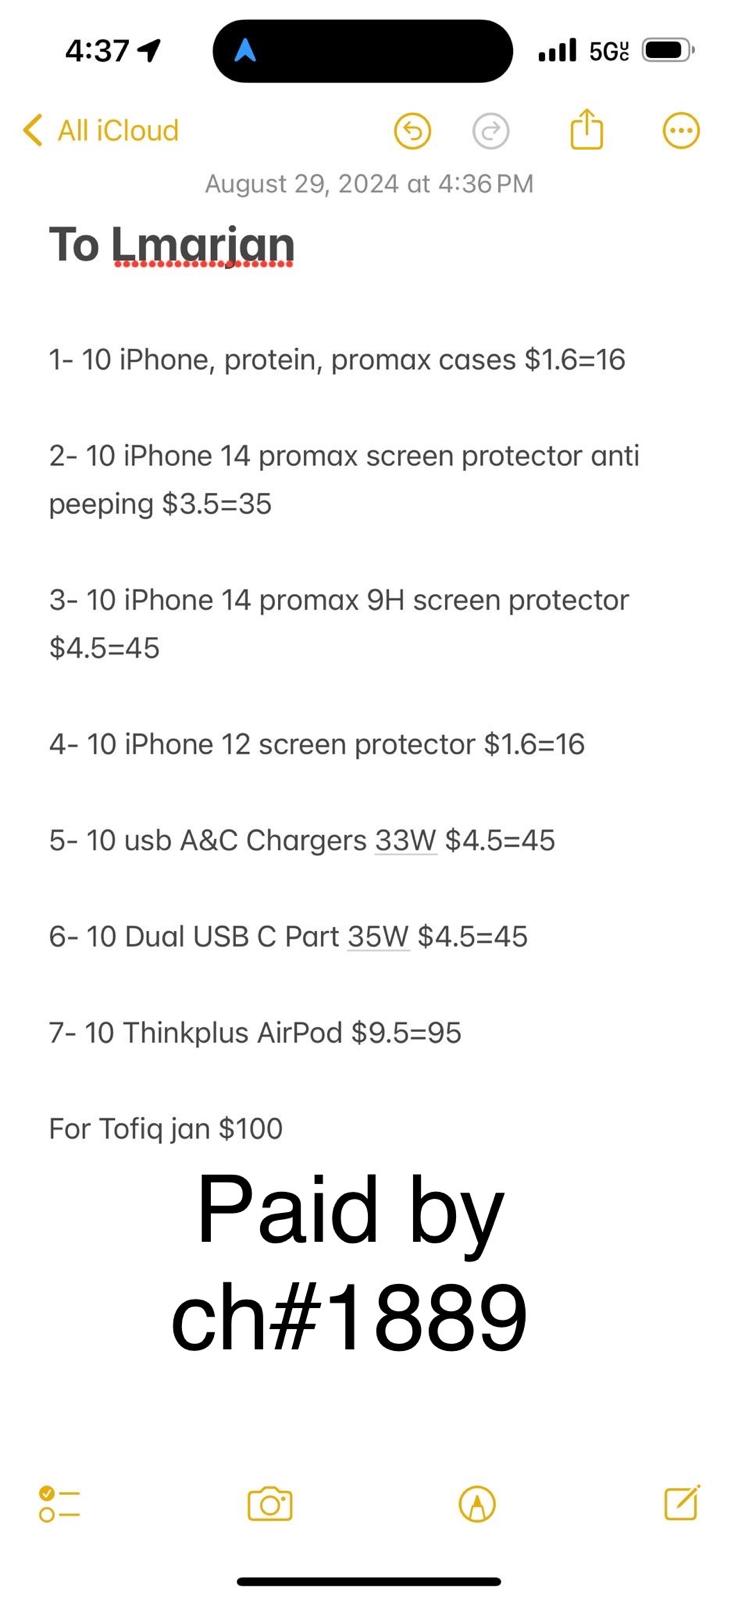 4:37
5G
All iCloud
August 29, 2024 at 4:36 PM
To Lmarjan
1- 10 iPhone, protein, promax cases $1.6=16
2- 10 iPhone 14 promax screen protector anti
peeping $3.5=35
3- 10 iPhone 14 promax 9H screen protector
$4.5=45
4- 10 iPhone 12 screen protector $1.6=16
5- 10 usb A&C Chargers 33W $4.5=45
6- 10 Dual USB C Part 35W $4.5=45
7- 10 Thinkplus AirPod $9.5=95
For Tofiq jan $100
Paid by
ch#1889